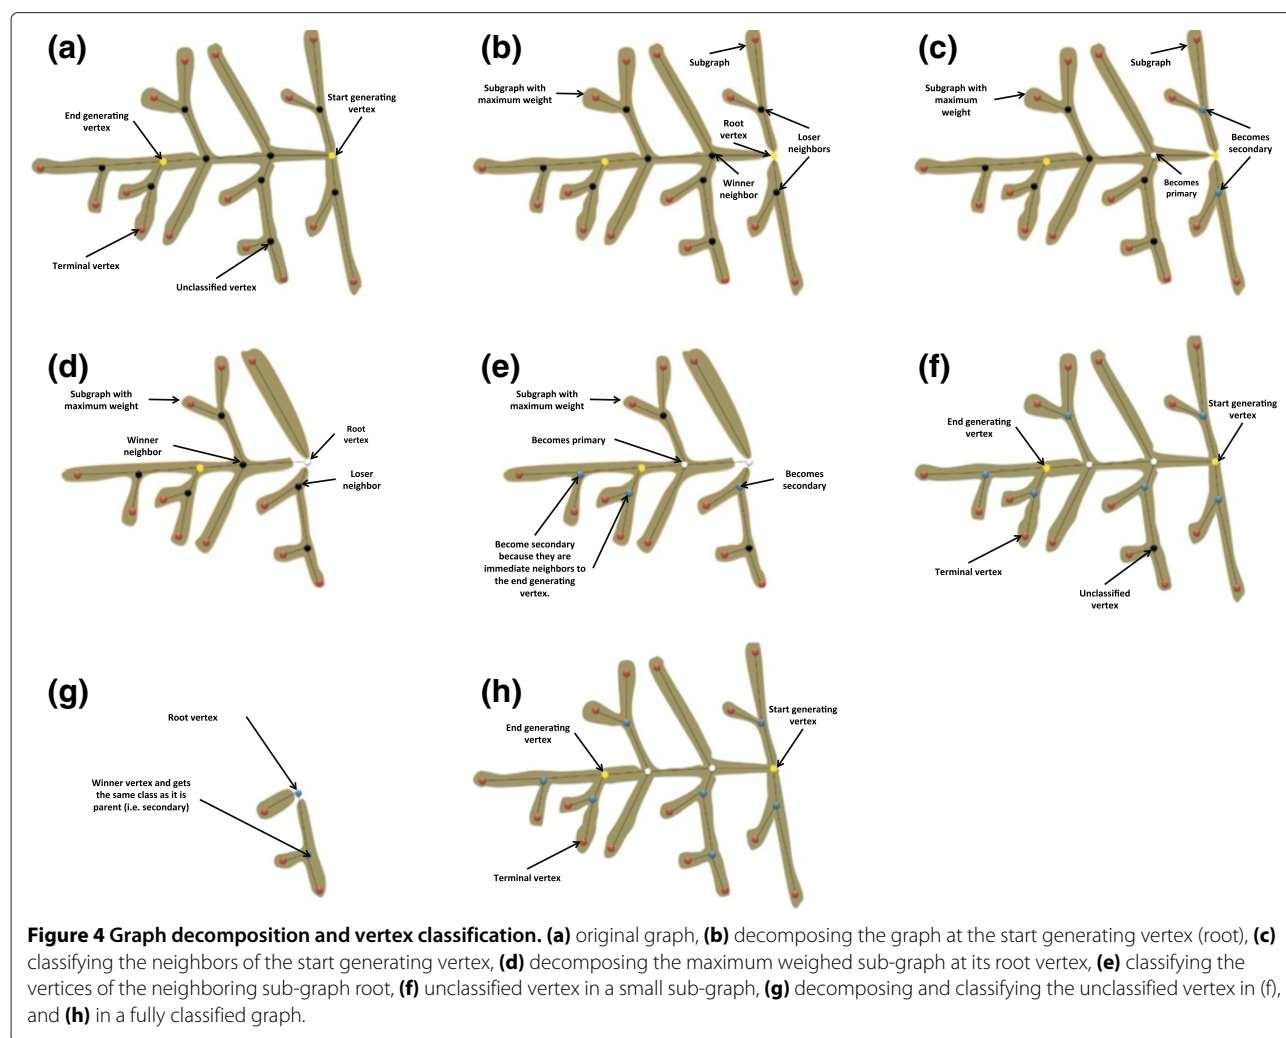 (a)
Start generating
vertex
End generating
vertex
Terminal vertex
Unclassified vertex
(b)
Subgraph
Subgraph with
maximum weight
Root
vertex
Loser
neighbors
Winner
neighbor
(c)
Subgraph
Subgraph with
maximum
weight
Becomes
secondary
Becomes
primary
(d)
Subgraph with
maximum weight
Winner
neighbor
Root
vertex
Loser
neighbor
(e)
Subgraph with
maximum weight
Becomes primary
Becomes
secondary
Become secondary
because they are
immediate neighbors to
the end generating
vertex.
(f)
Start generating
vertex
End generating
vertex
Terminal vertex
Unclassified
vertex
(g)
Root vertex
Winner vertex and gets
the same class as it is
parent (i.e. secondary)
(h)
Start generating
vertex
End generating
vertex
Terminal vertex
Figure 4 Graph decomposition and vertex classification. (a) original graph, (b) decomposing the graph at the start generating vertex (root), (c)
classifying the neighbors of the start generating vertex, (d) decomposing the maximum weighed sub-graph at its root vertex, (e) classifying the
vertices of the neighboring sub-graph root, (f) unclassified vertex in a small sub-graph, (g) decomposing and classifying the unclassified vertex in (f),
and (h) in a fully classified graph.